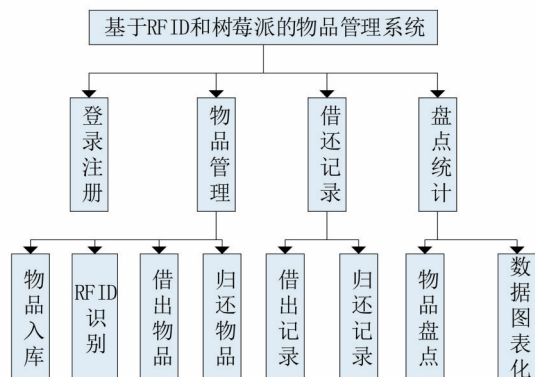 基于RFID和树莓派的物品管理系统
登录注册
物品管理
借还记录
盘点统计
物品入库
RFID识别
借出物品
归还物品
借出记录
归还记录
物品盘点
数据图表化